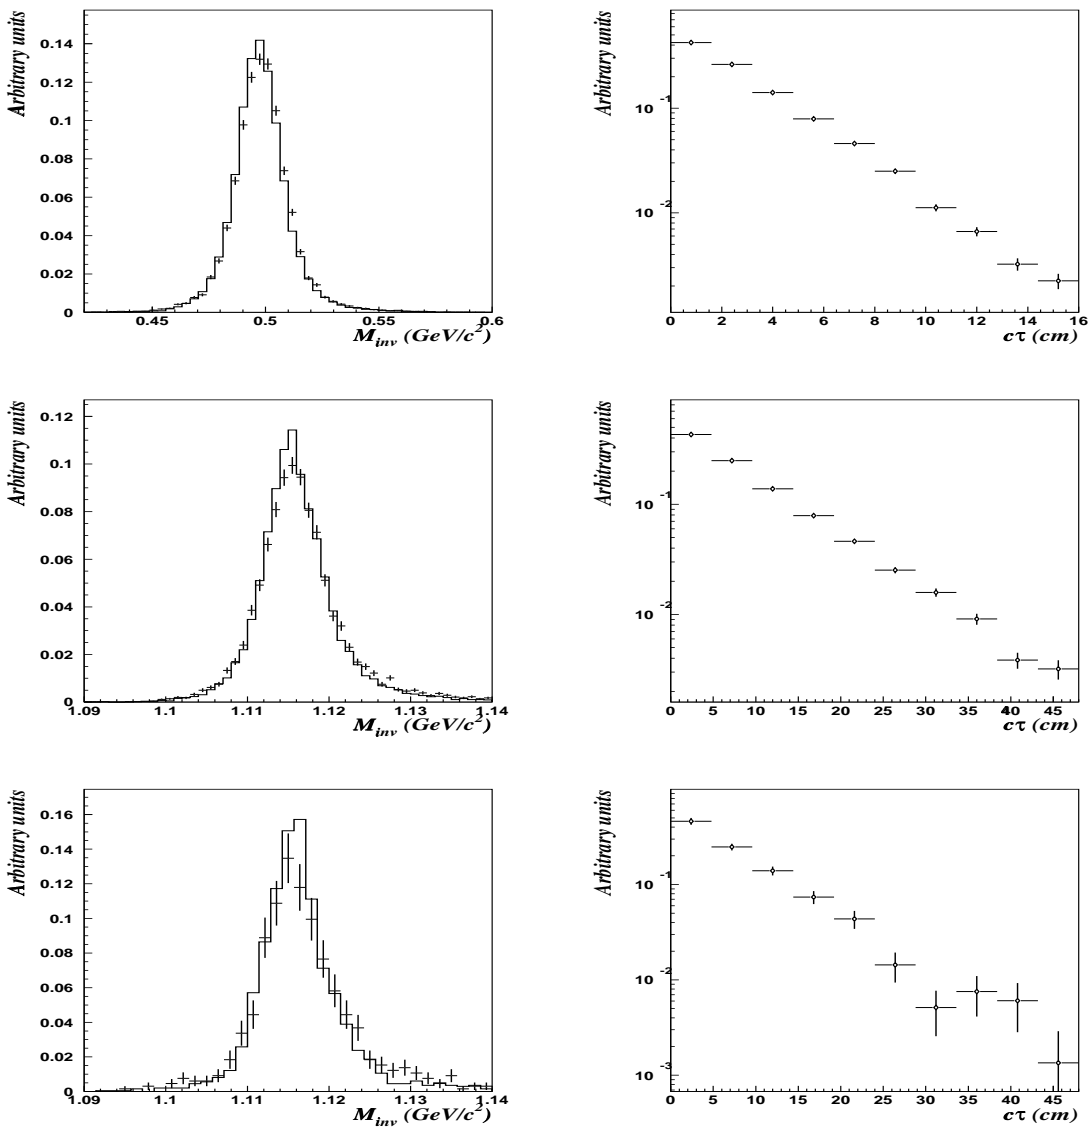 Arbitrary units
0.14
0.12
0.1
0.08
0.06
0.04
0.02
0
0.45 0.5 0.55 0.6
M_inv (GeV/c²)
Arbitrary units
10⁻¹
10⁻²
0 2 4 6 8 10 12 14 16
cτ (cm)
Arbitrary units
0.12
0.1
0.08
0.06
0.04
0.02
0
1.09 1.1 1.11 1.12 1.13 1.14
M_inv (GeV/c²)
Arbitrary units
10⁻¹
10⁻²
0 5 10 15 20 25 30 35 40 45
cτ (cm)
Arbitrary units
0.16
0.14
0.12
0.1
0.08
0.06
0.04
0.02
0
1.09 1.1 1.11 1.12 1.13 1.14
M_inv (GeV/c²)
Arbitrary units
10⁻¹
10⁻²
10⁻³
0 5 10 15 20 25 30 35 40 45
cτ (cm)